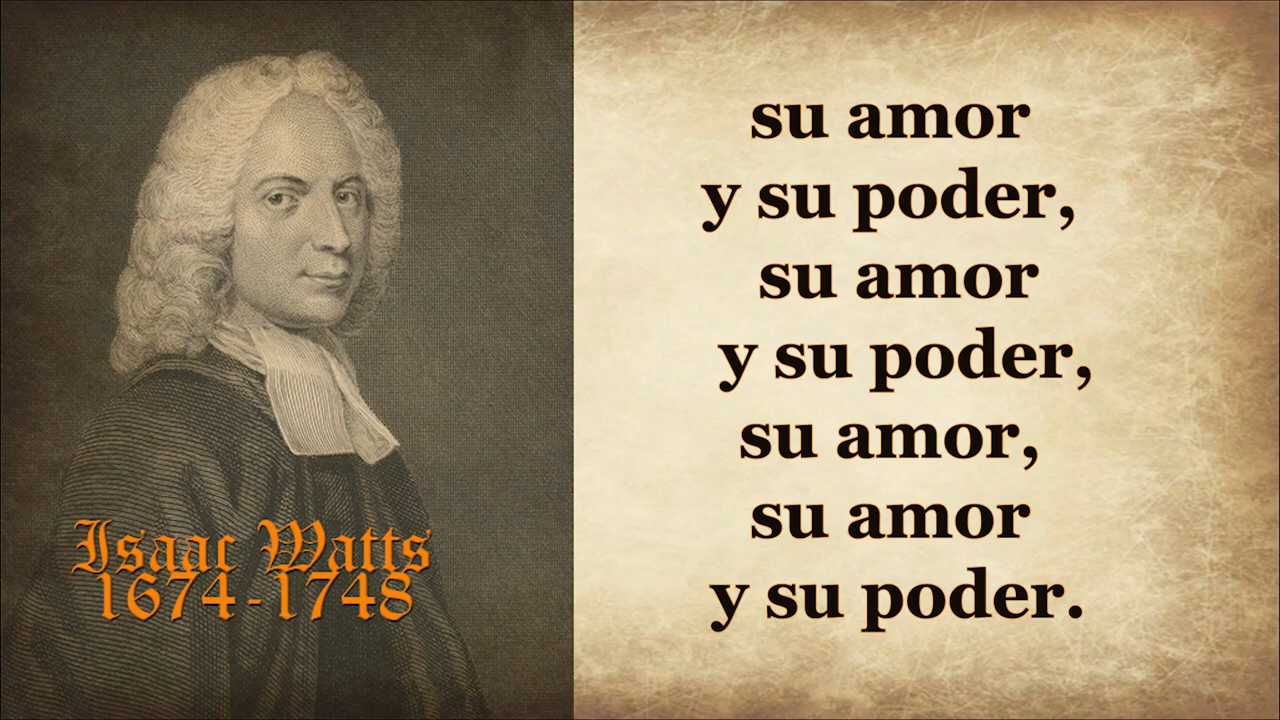 Isaac Watts
1674-1748
su amor
y su poder,
su amor
y su poder,
su amor,
su amor
y su poder.